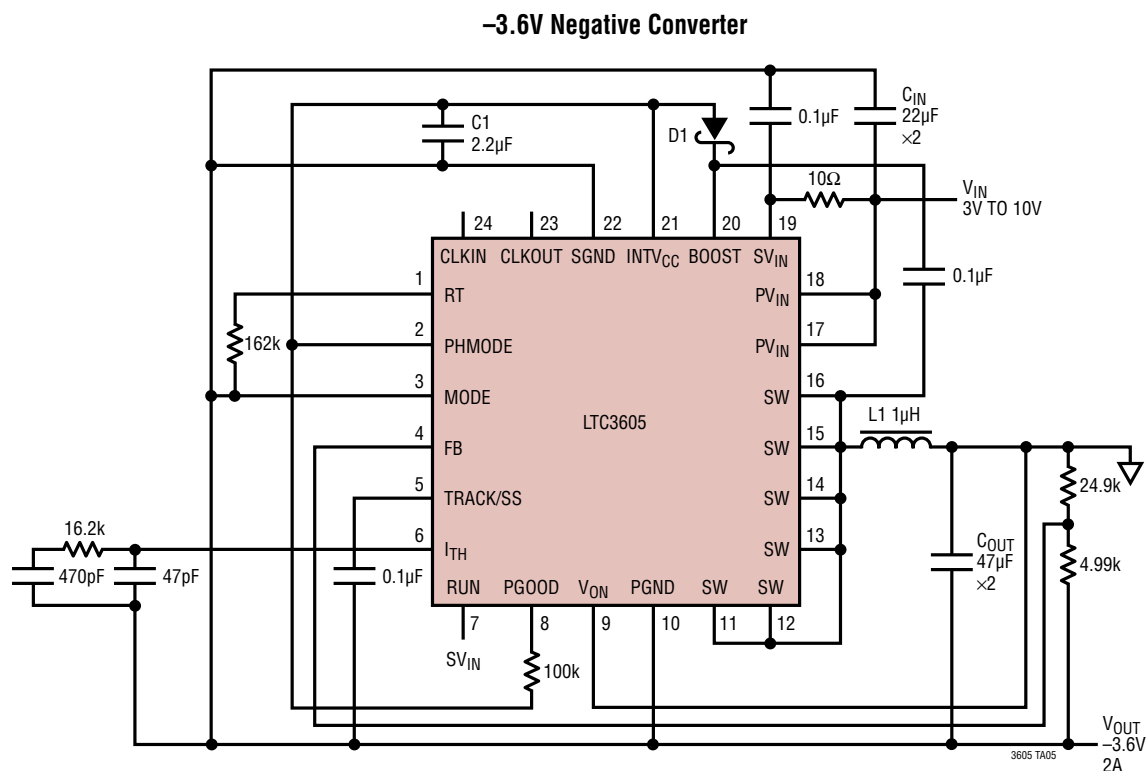 –3.6V Negative Converter
C1
2.2µF
D1
0.1µF
CIN
22µF
×2
10Ω
VIN
3V TO 10V
24
23
22
21
20
19
CLKIN
CLKOUT
SGND
INTVCC
BOOST
SVIN
0.1µF
1
RT
18
PVIN
162k
2
PHMODE
17
PVIN
3
MODE
16
SW
LTC3605
L1 1µH
4
FB
15
SW
24.9k
5
TRACK/SS
14
SW
16.2k
6
ITH
13
SW
COUT
47µF
×2
4.99k
470pF
47pF
0.1µF
RUN
PGOOD
VON
PGND
SW
SW
7
8
9
10
11
12
SVIN
100k
VOUT
–3.6V
2A
3605 TA05